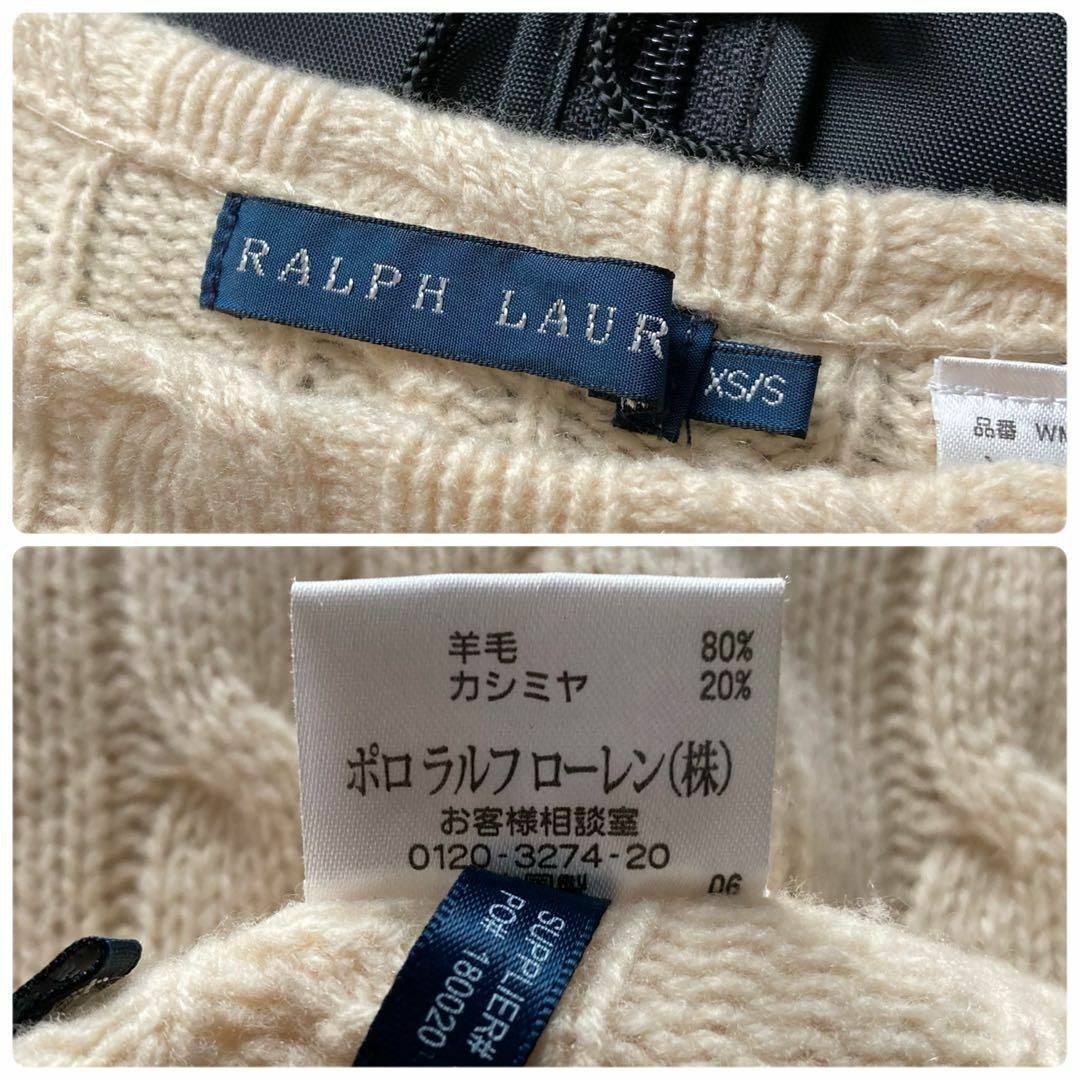 RALPH LAUR
XS/S
品番 WM
羊毛 80%
カシミヤ 20%
ポロ ラルフ ローレン(株)
お客様相談室
0120-3274-20
06
SUPPLIER#
PO# 180020